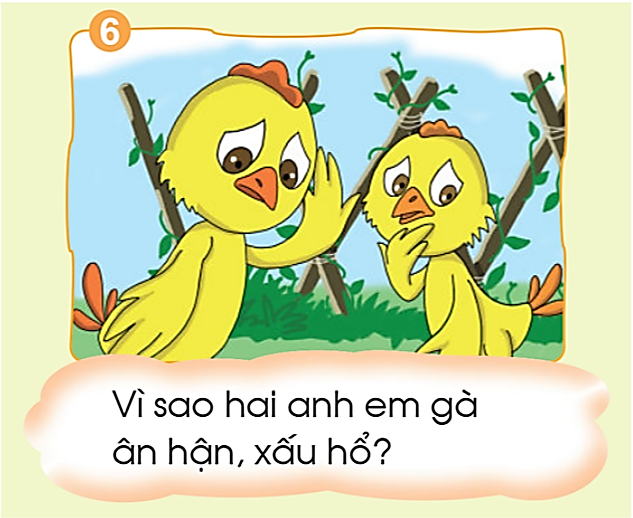 6
Vì sao hai anh em gà
ân hận, xấu hổ?